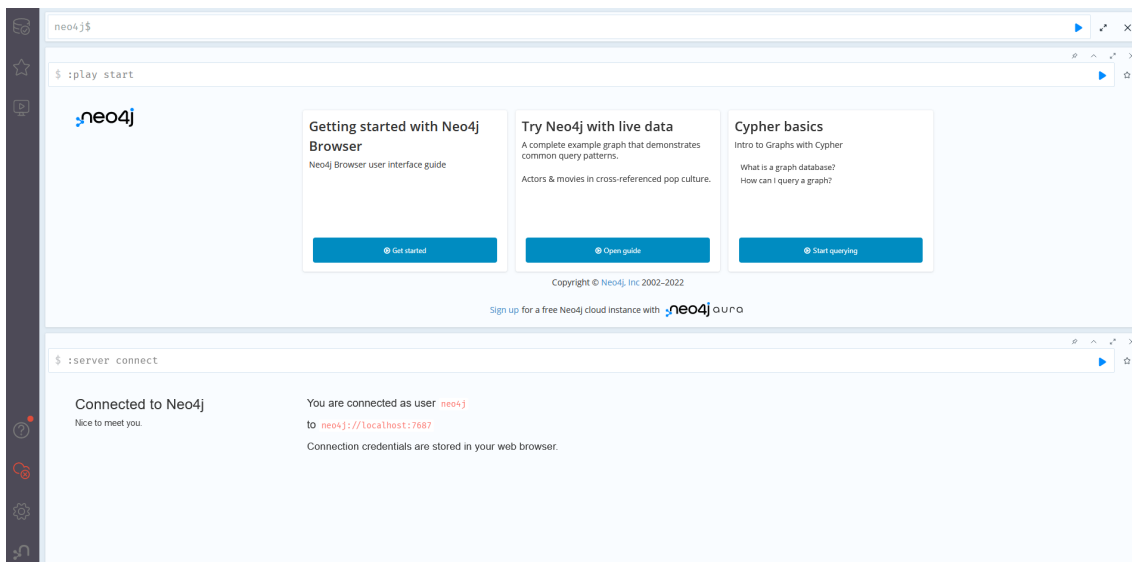 neo4j$
$ :play start
neo4j
Getting started with Neo4j
Browser
Neo4j Browser user interface guide
Get started
Try Neo4j with live data
A complete example graph that demonstrates
common query patterns.
Actors & movies in cross-referenced pop culture.
Open guide
Cypher basics
Intro to Graphs with Cypher
What is a graph database?
How can I query a graph?
Start querying
Copyright © Neo4j, Inc 2002–2022
Sign up for a free Neo4j cloud instance with neo4j aura
$ :server connect
Connected to Neo4j
Nice to meet you.
You are connected as user neo4j
to neo4j://localhost:7687
Connection credentials are stored in your web browser.